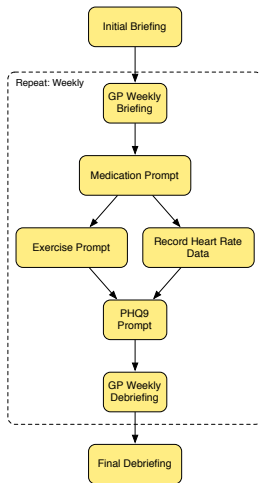 Initial Briefing
Repeat: Weekly
GP Weekly
Briefing
Medication Prompt
Exercise Prompt
Record Heart Rate
Data
PHQ9
Prompt
GP Weekly
Debriefing
Final Debriefing